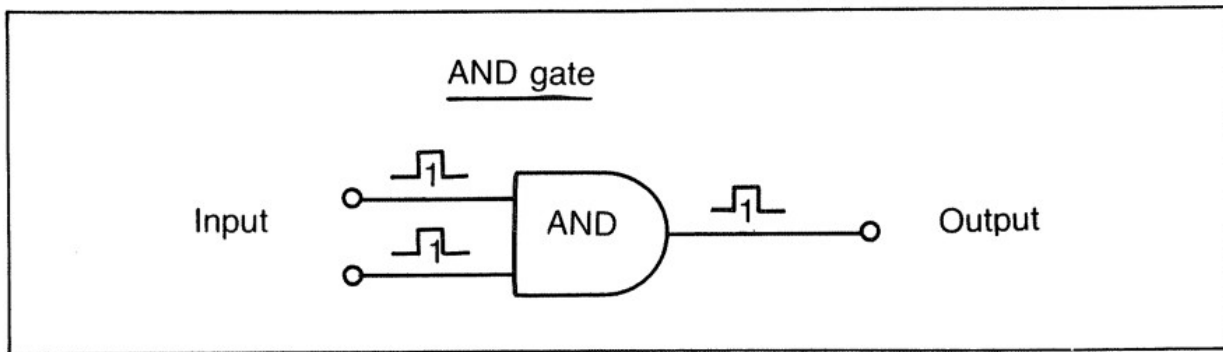 AND gate
1
1
1
Input
AND
Output